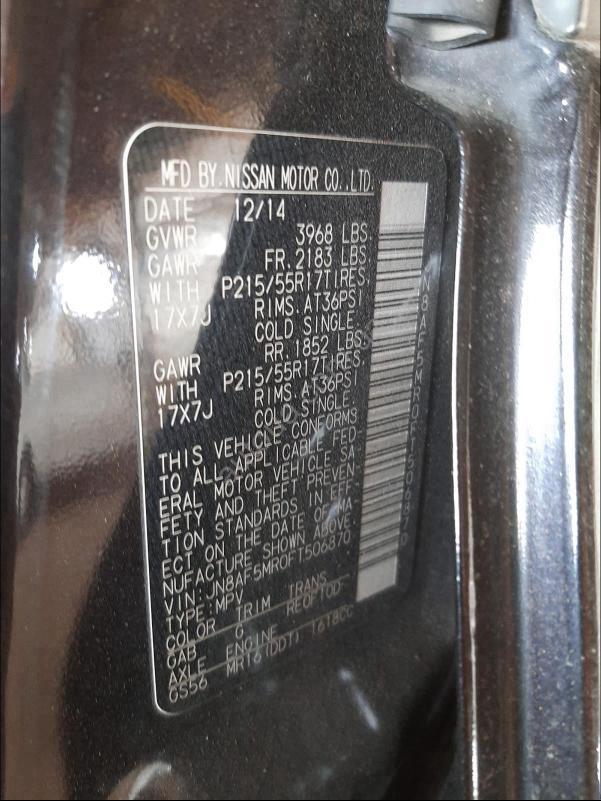 MFD BY.NISSAN MOTOR CO.,LTD.
DATE 12/14
GVWR 3968 LBS
GAWR FR.2183 LBS
WITH P215/55R17TIRES,
17X7J RIMS.AT36PSI
COLD SINGLE.
GAWR RR.1852 LBS
WITH P215/55R17TIRES,
17X7J RIMS.AT36PSI
COLD SINGLE.
THIS VEHICLE CONFORMS
TO ALL APPLICABLE FED-
ERAL MOTOR VEHICLE SA
FETY AND THEFT PREVEN-
TION STANDARDS IN EFF-
ECT ON THE DATE OF MA
NUFACTURE SHOWN ABOVE.
VIN:JN8AF5MR0FT506870
TYPE:MPV
COLOR TRIM TRANS
GAB G RE0F10D
AXLE ENGINE
GS56 MR16(DDT) 1618CC